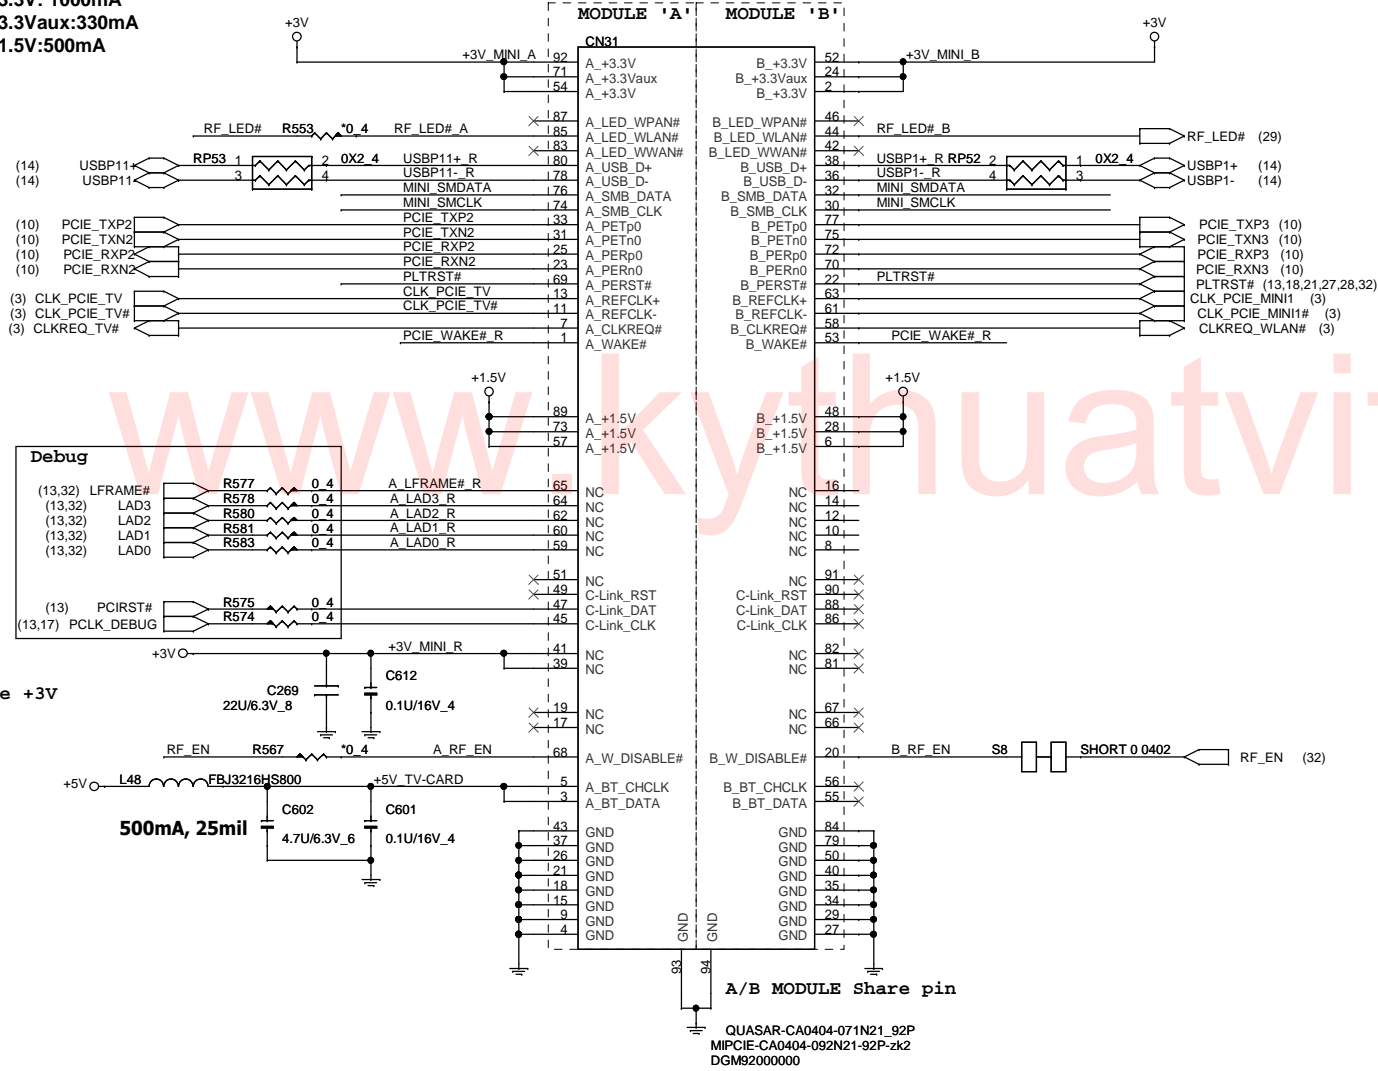 3.3V: 1000mA
3.3Vaux:330mA
1.5V:500mA
MODULE 'A' MODULE 'B'
+3V CN31 +3V
+3V_MINI_A 92 A_+3.3V B_+3.3V 52 +3V_MINI_B
71 A_+3.3Vaux B_+3.3Vaux 24
54 A_+3.3V B_+3.3V 2
87 A_LED_WPAN# B_LED_WPAN# 46
RF_LED# R553 *0_4 RF_LED#_A 85 A_LED_WLAN# B_LED_WLAN# 44 RF_LED#_B RF_LED# (29)
83 A_LED_WWAN# B_LED_WWAN# 42
(14) USBP11+ RP53 1 2 0X2_4 USBP11+_R 80 A_USB_D+ B_USB_D+ 38 USBP1+_R RP52 2 1 0X2_4 USBP1+ (14)
(14) USBP11- 3 4 USBP11-_R 78 A_USB_D- B_USB_D- 36 USBP1-_R 4 3 USBP1- (14)
MINI_SMDATA 76 A_SMB_DATA B_SMB_DATA 32 MINI_SMDATA
MINI_SMCLK 74 A_SMB_CLK B_SMB_CLK 30 MINI_SMCLK
(10) PCIE_TXP2 PCIE_TXP2 33 A_PETp0 B_PETp0 77 PCIE_TXP3 (10)
(10) PCIE_TXN2 PCIE_TXN2 31 A_PETn0 B_PETn0 75 PCIE_TXN3 (10)
(10) PCIE_RXP2 PCIE_RXP2 25 A_PERp0 B_PERp0 72 PCIE_RXP3 (10)
(10) PCIE_RXN2 PCIE_RXN2 23 A_PERn0 B_PERn0 70 PCIE_RXN3 (10)
PLTRST# 69 A_PERST# B_PERST# 22 PLTRST# PLTRST# (13,18,21,27,28,32)
(3) CLK_PCIE_TV CLK_PCIE_TV 13 A_REFCLK+ B_REFCLK+ 63 CLK_PCIE_MINI1 (3)
(3) CLK_PCIE_TV# CLK_PCIE_TV# 11 A_REFCLK- B_REFCLK- 61 CLK_PCIE_MINI1# (3)
(3) CLKREQ_TV# 7 A_CLKREQ# B_CLKREQ# 58 CLKREQ_WLAN# (3)
PCIE_WAKE#_R 1 A_WAKE# B_WAKE# 53 PCIE_WAKE#_R
+1.5V +1.5V
www.kythuatvi
89 A_+1.5V B_+1.5V 48
73 A_+1.5V B_+1.5V 28
57 A_+1.5V B_+1.5V 6
Debug
(13,32) LFRAME# R577 0_4 A_LFRAME#_R 65 NC NC 16
(13,32) LAD3 R578 0_4 A_LAD3_R 64 NC NC 14
(13,32) LAD2 R580 0_4 A_LAD2_R 62 NC NC 12
(13,32) LAD1 R581 0_4 A_LAD1_R 60 NC NC 10
(13,32) LAD0 R583 0_4 A_LAD0_R 59 NC NC 8
51 NC NC 91
49 C-Link_RST C-Link_RST 90
(13) PCIRST# R575 0_4 47 C-Link_DAT C-Link_DAT 88
(13,17) PCLK_DEBUG R574 0_4 45 C-Link_CLK C-Link_CLK 86
+3V +3V_MINI_R 41 NC NC 82
39 NC NC 81
e +3V
C269 C612
22U/6.3V_8 0.1U/16V_4
19 NC NC 67
17 NC NC 66
RF_EN R567 *0_4 A_RF_EN 68 A_W_DISABLE# B_W_DISABLE# 20 B_RF_EN S8 SHORT 0 0402 RF_EN (32)
+5V L48 FBJ3216HS800 +5V_TV-CARD 5 A_BT_CHCLK B_BT_CHCLK 56
3 A_BT_DATA B_BT_DATA 55
500mA, 25mil C602 C601
4.7U/6.3V_6 0.1U/16V_4
43 GND GND 84
37 GND GND 79
26 GND GND 50
21 GND GND 40
18 GND GND 35
15 GND GND 34
9 GND GND 29
4 GND GND 27
GND GND
93 94
A/B MODULE Share pin
QUASAR-CA0404-071N21_92P
MIPCIE-CA0404-092N21-92P-zk2
DGM92000000